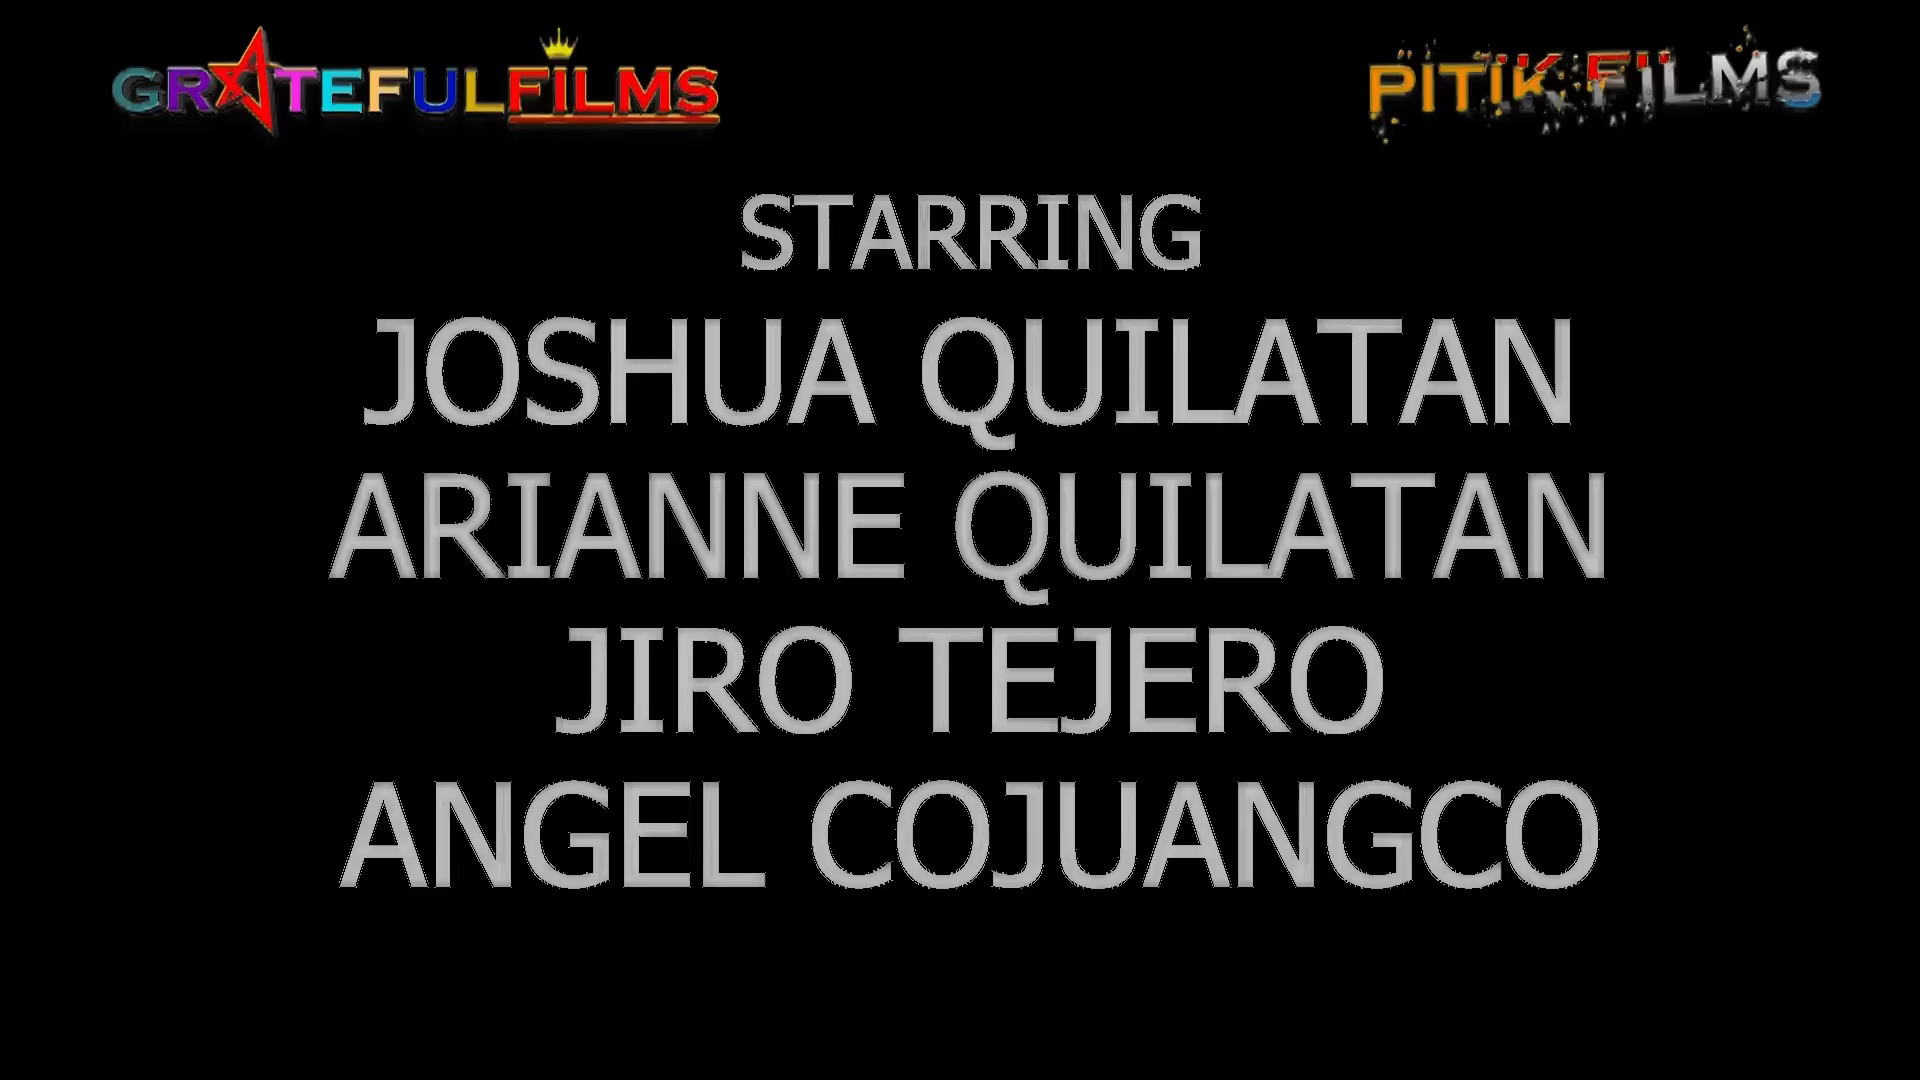 GRATEFULFILMS
PITIK FILMS
STARRING
JOSHUA QUILATAN
ARIANNE QUILATAN
JIRO TEJERO
ANGEL COJUANGCO